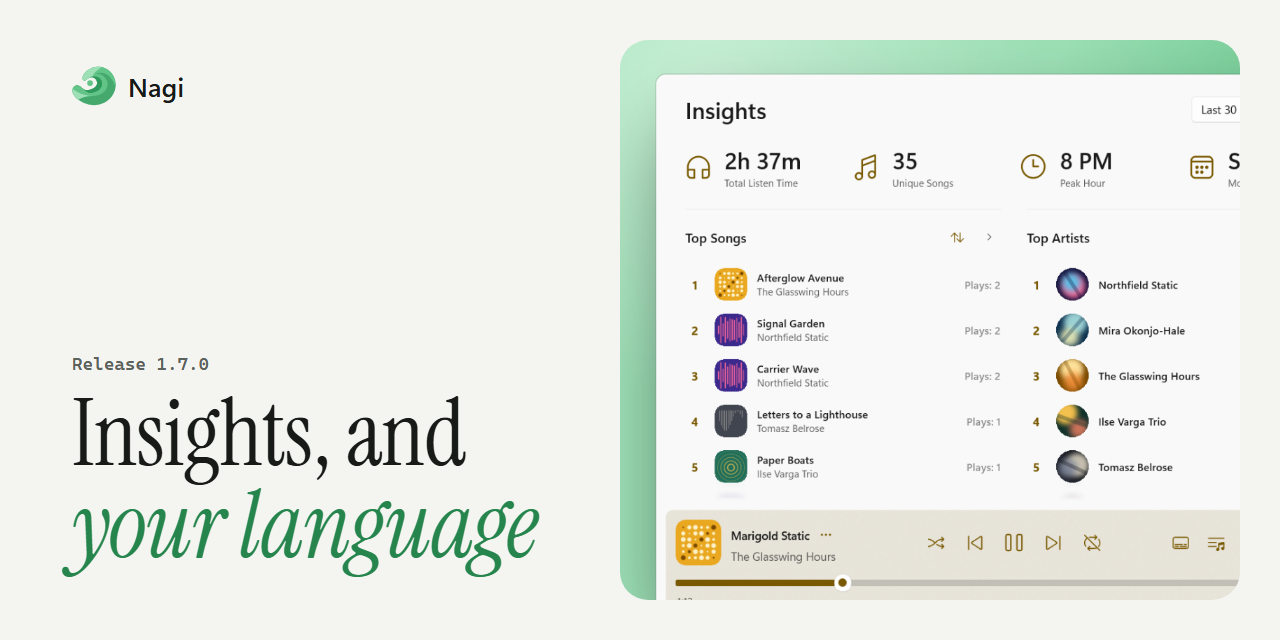 Nagi
Release 1.7.0
Insights, and
your language
Insights
Last 30
2h 37m
Total Listen Time
35
Unique Songs
8 PM
Peak Hour
Top Songs
1
Afterglow Avenue
The Glasswing Hours
Plays: 2
2
Signal Garden
Northfield Static
Plays: 2
3
Carrier Wave
Northfield Static
Plays: 2
4
Letters to a Lighthouse
Tomasz Belrose
Plays: 1
5
Paper Boats
Ilse Varga Trio
Plays: 1
Top Artists
1
Northfield Static
2
Mira Okonjo-Hale
3
The Glasswing Hours
4
Ilse Varga Trio
5
Tomasz Belrose
Marigold Static
The Glasswing Hours